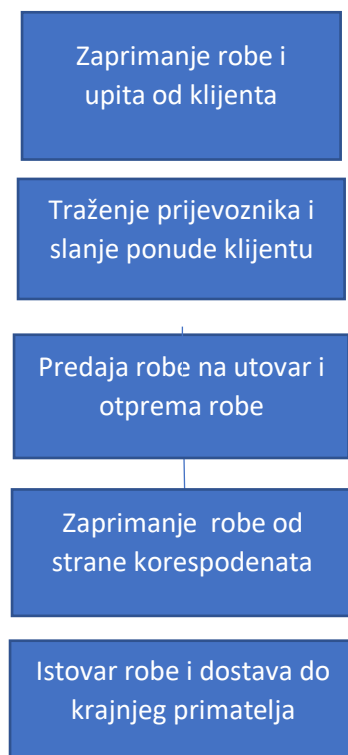 Zaprimanje robe i
upita od klijenta
Traženje prijevoznika i
slanje ponude klijentu
Predaja robe na utovar i
otprema robe
Zaprimanje robe od
strane korespodenata
Istovar robe i dostava do
krajnjeg primatelja